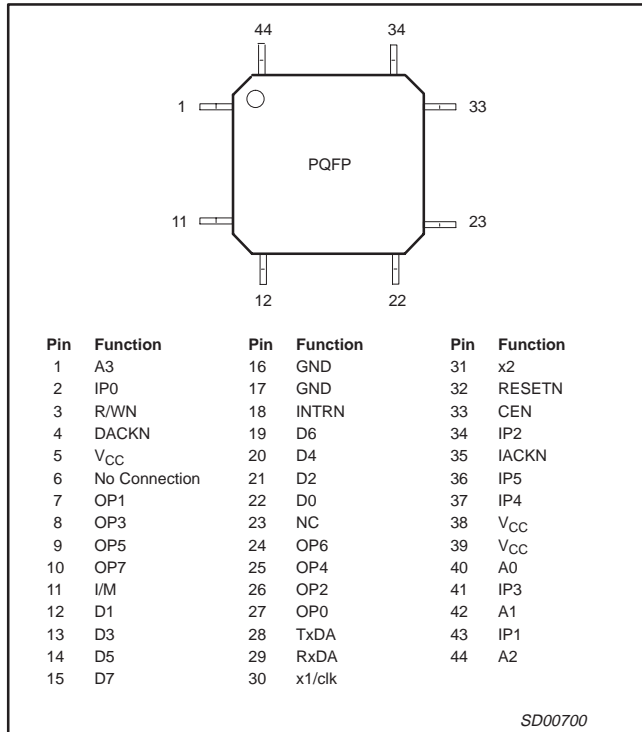 44 34
1 33
PQFP
11 23
12 22
Pin Function Pin Function Pin Function
1 A3 16 GND 31 x2
2 IP0 17 GND 32 RESETN
3 R/WN 18 INTRN 33 CEN
4 DACKN 19 D6 34 IP2
5 VCC 20 D4 35 IACKN
6 No Connection 21 D2 36 IP5
7 OP1 22 D0 37 IP4
8 OP3 23 NC 38 VCC
9 OP5 24 OP6 39 VCC
10 OP7 25 OP4 40 A0
11 I/M 26 OP2 41 IP3
12 D1 27 OP0 42 A1
13 D3 28 TxDA 43 IP1
14 D5 29 RxDA 44 A2
15 D7 30 x1/clk
SD00700